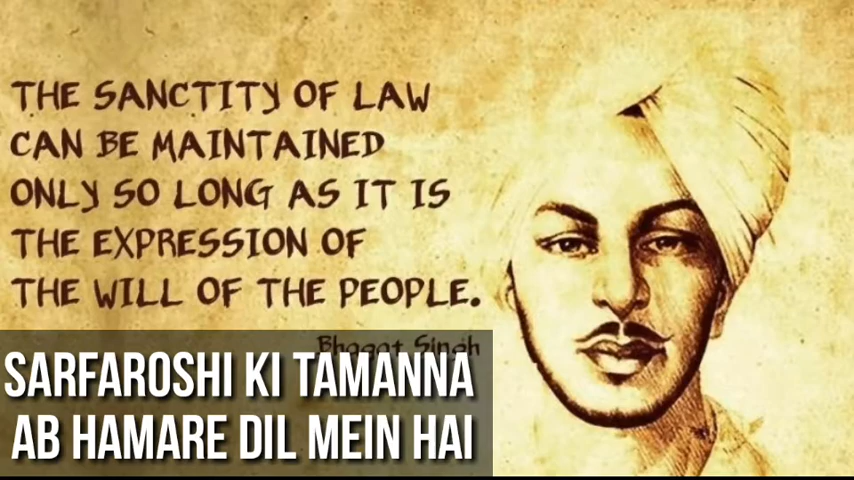 THE SANCTITY OF LAW
CAN BE MAINTAINED
ONLY SO LONG AS IT IS
THE EXPRESSION OF
THE WILL OF THE PEOPLE.
Bhagat Singh
SARFAROSHI KI TAMANNA
AB HAMARE DIL MEIN HAI